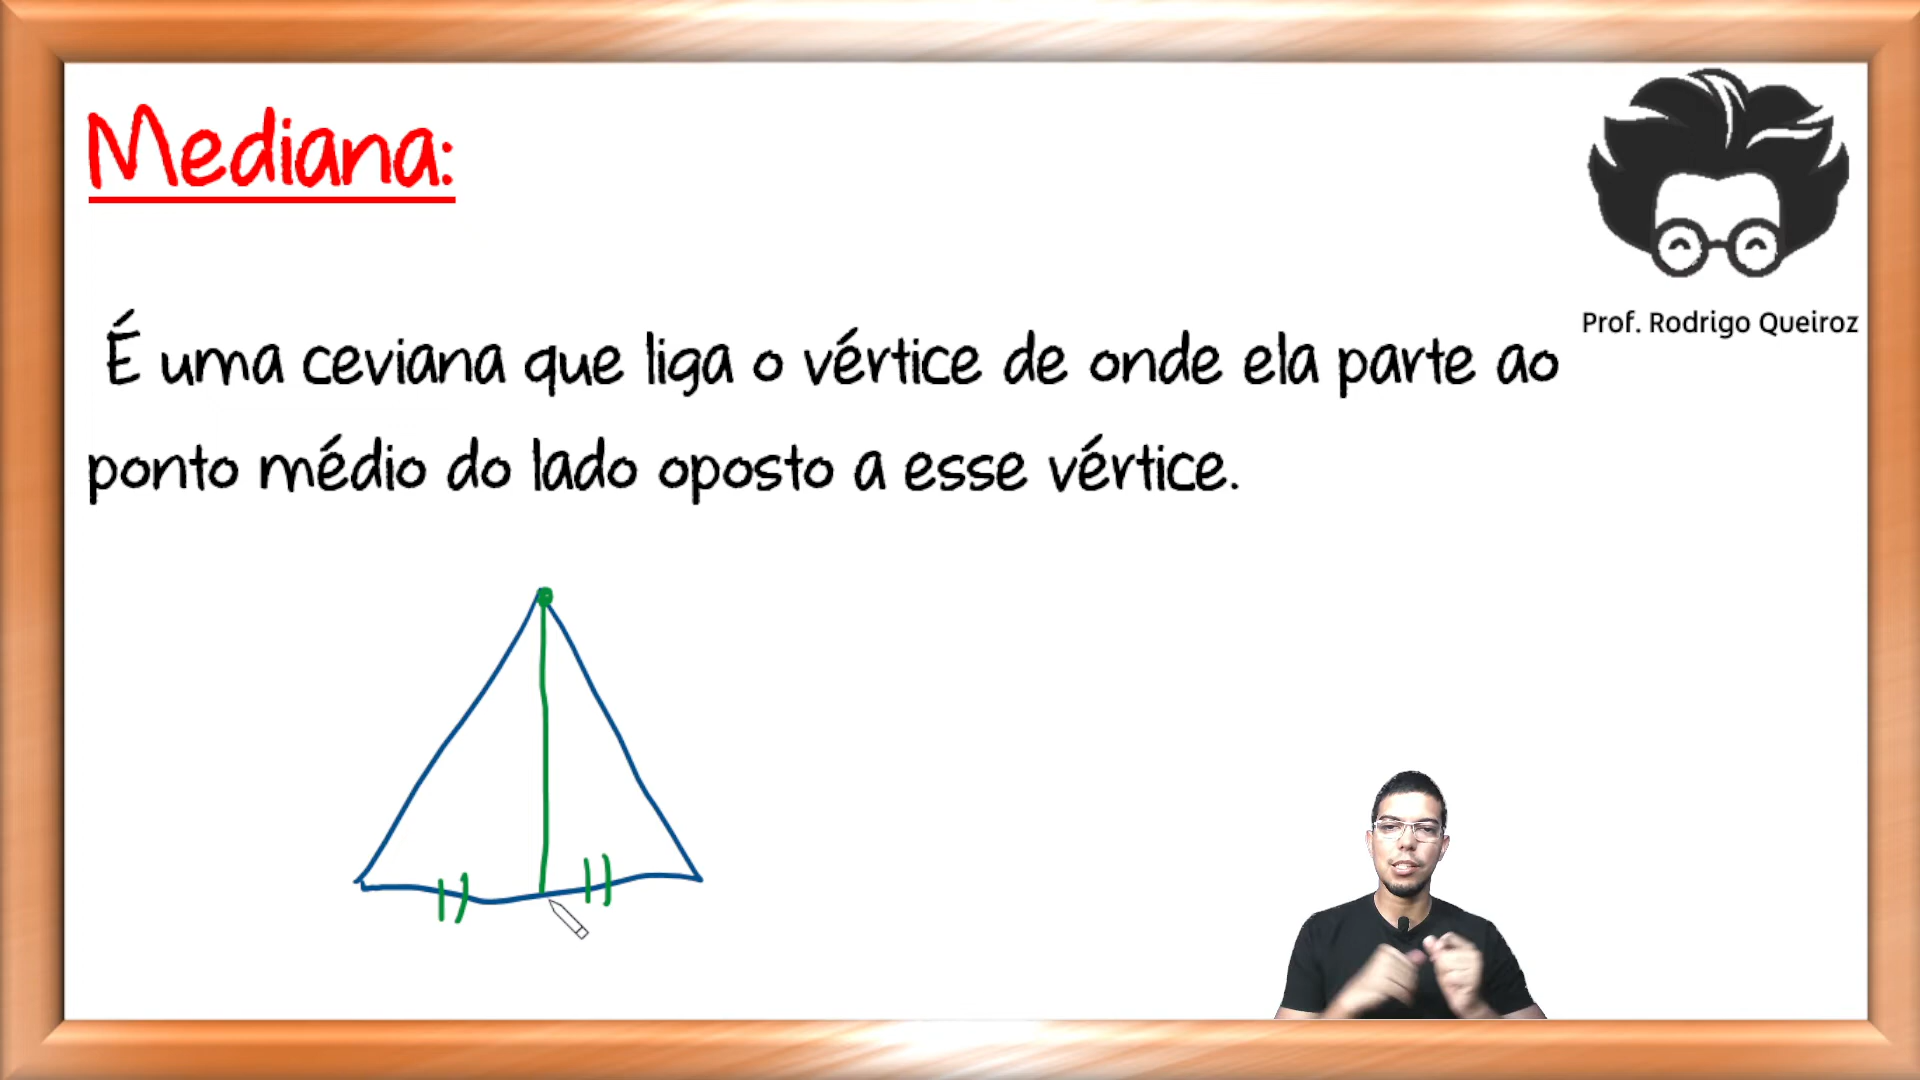 Mediana:
Prof. Rodrigo Queiroz
É uma ceviana que liga o vértice de onde ela parte ao
ponto médio do lado oposto a esse vértice.